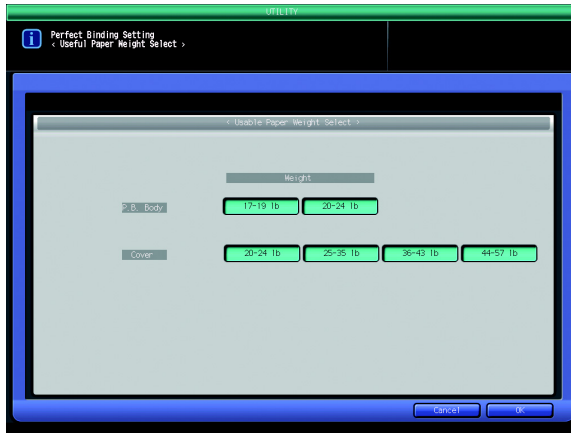 UTILITY
Perfect Binding Setting
< Useful Paper Weight Select >
< Usable Paper Weight Select >
Weight
P.B. Body 17-19 lb 20-24 lb
Cover 20-24 lb 25-35 lb 36-43 lb 44-57 lb
Cancel OK